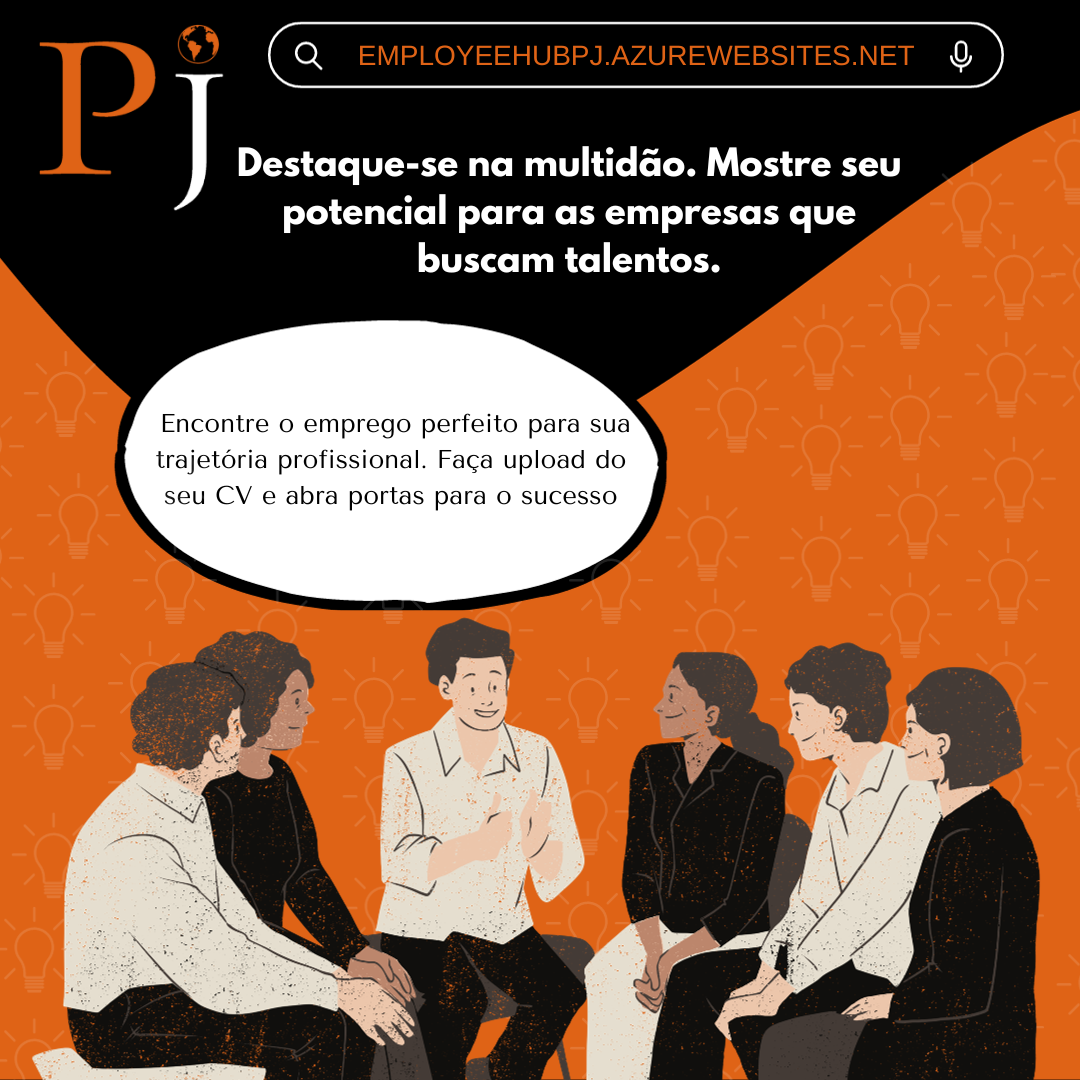 PJ
EMPLOYEEHUBPJ.AZUREWEBSITES.NET
Destaque-se na multidão. Mostre seu
potencial para as empresas que
buscam talentos.
Encontre o emprego perfeito para sua
trajetória profissional. Faça upload do
seu CV e abra portas para o sucesso